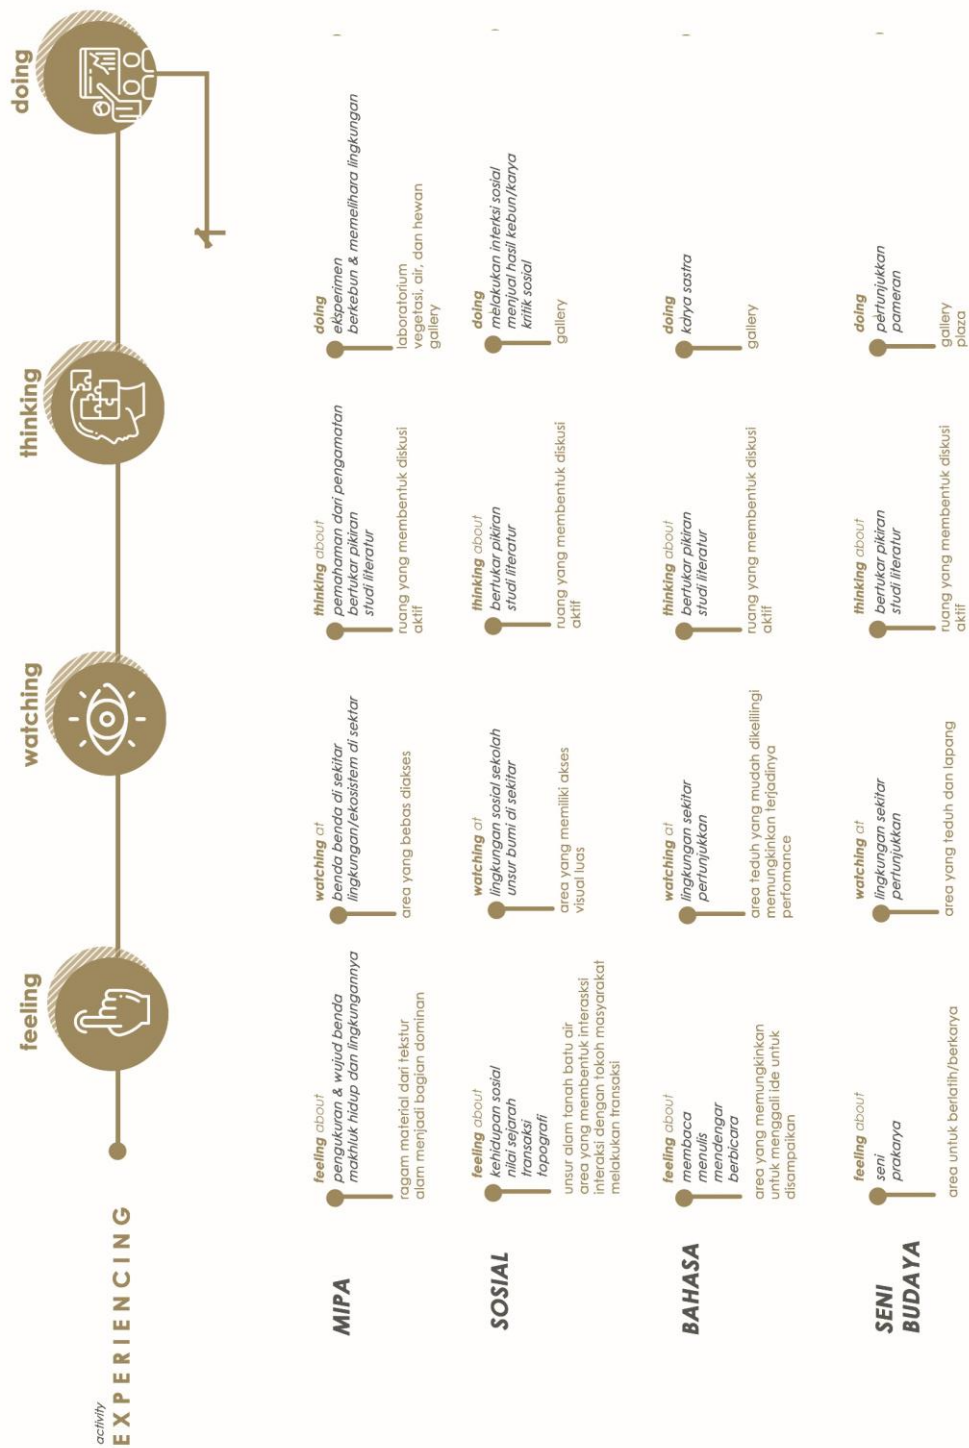 activity
EXPERIENCING
feeling
watching
thinking
doing
MIPA
feeling about
pengukuran & wujud benda
makhluk hidup dan lingkungannya
ragam material dari tekstur
alam menjadi bagian dominan
watching at
benda benda di sekitar
lingkungan/ekosistem di sektar
area yang bebas diakses
thinking about
pemahaman dari pengamatan
bertukar pikiran
studi literatur
ruang yang membentuk diskusi
aktif
doing
eksperimen
berkebun & memelihara lingkungan
laboratorium
vegetasi, air, dan hewan
gallery
SOSIAL
feeling about
kehidupan sosial
nilai sejarah
transaksi
topografi
unsur alam tanah batu air
area yang membentuk interasksi
interaksi dengan tokoh masyarakat
melakukan transaksi
watching at
lingkungan sosial sekolah
unsur bumi di sekitar
area yang memiliki akses
visual luas
thinking about
bertukar pikiran
studi literatur
ruang yang membentuk diskusi
aktif
doing
melakukan interksi sosial
menjual hasil kebun/karya
kritik sosial
gallery
BAHASA
feeling about
membaca
menulis
mendengar
berbicara
area yang memungkinkan
untuk menggali ide untuk
disampaikan
watching at
lingkungan sekitar
pertunjukkan
area teduh yang mudah dikelilingi
memungkinkan terjadinya
perfomance
thinking about
bertukar pikiran
studi literatur
ruang yang membentuk diskusi
aktif
doing
karya sastra
gallery
SENI
BUDAYA
feeling about
seni
prakarya
area untuk berlatih/berkarya
watching at
lingkungan sekitar
pertunjukkan
area yang teduh dan lapang
thinking about
bertukar pikiran
studi literatur
ruang yang membentuk diskusi
aktif
doing
pertunjukkan
pameran
gallery
plaza